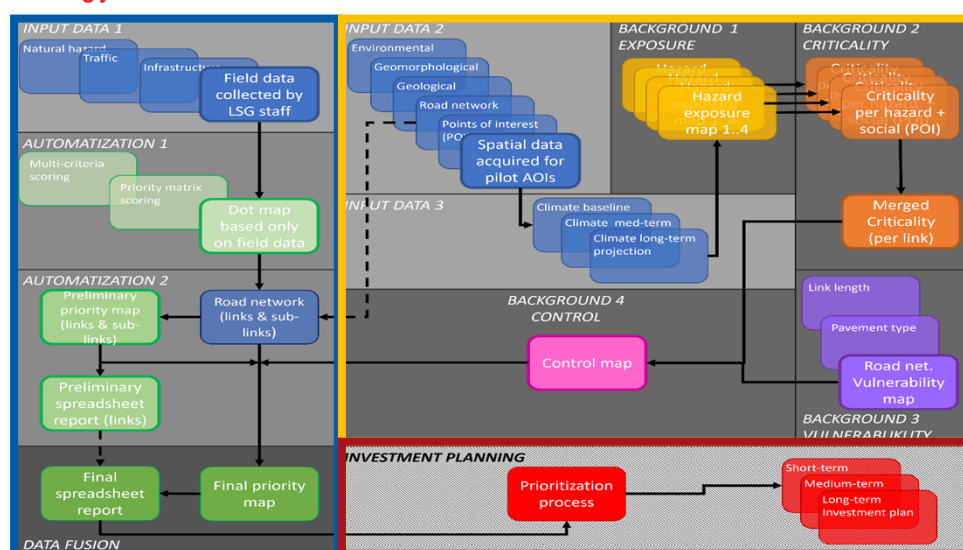 INPUT DATA 1
Natural hazard
Traffic
Infrastructure
Field data
collected by
LSG staff
AUTOMATIZATION 1
Multi-criteria
scoring
Priority matrix
scoring
Dot map
based only
on field data
AUTOMATIZATION 2
Preliminary
priority map
(links & sub-
links)
Road network
(links & sub-
links)
Preliminary
spreadsheet
report (links)
Final
spreadsheet
report
Final priority
map
DATA FUSION
INPUT DATA 2
Environmental
Geomorphological
Geological
Road network
Points of interest
(POI)
Spatial data
acquired for
pilot AOIs
INPUT DATA 3
Climate baseline
Climate med-term
Climate long-term
projection
BACKGROUND 1
EXPOSURE
Hazard
Hazard
exposure
map 1..4
BACKGROUND 2
CRITICALITY
Criticality
Criticality
per hazard +
social (POI)
Merged
Criticality
(per link)
BACKGROUND 4
CONTROL
Control map
Link length
Pavement type
Road net.
Vulnerability
map
BACKGROUND 3
VULNERABUKUTY
INVESTMENT PLANNING
Prioritization
process
Short-term
Medium-term
Long-term
Investment plan